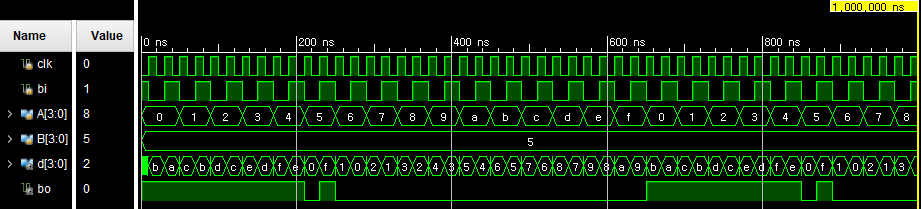 1,000,000 ns
Name Value
0 ns 200 ns 400 ns 600 ns 800 ns
clk 0
bi 1
A[3:0] 8 0 1 2 3 4 5 6 7 8 9 a b c d e f 0 1 2 3 4 5 6 7 8
B[3:0] 5 5
d[3:0] 2 b a c b d c e d f e 0 f 1 0 2 1 3 2 4 3 5 4 6 5 7 6 8 7 9 8 a 9 b a c b d c e d f e 0 f 1 0 2 1 3
bo 0